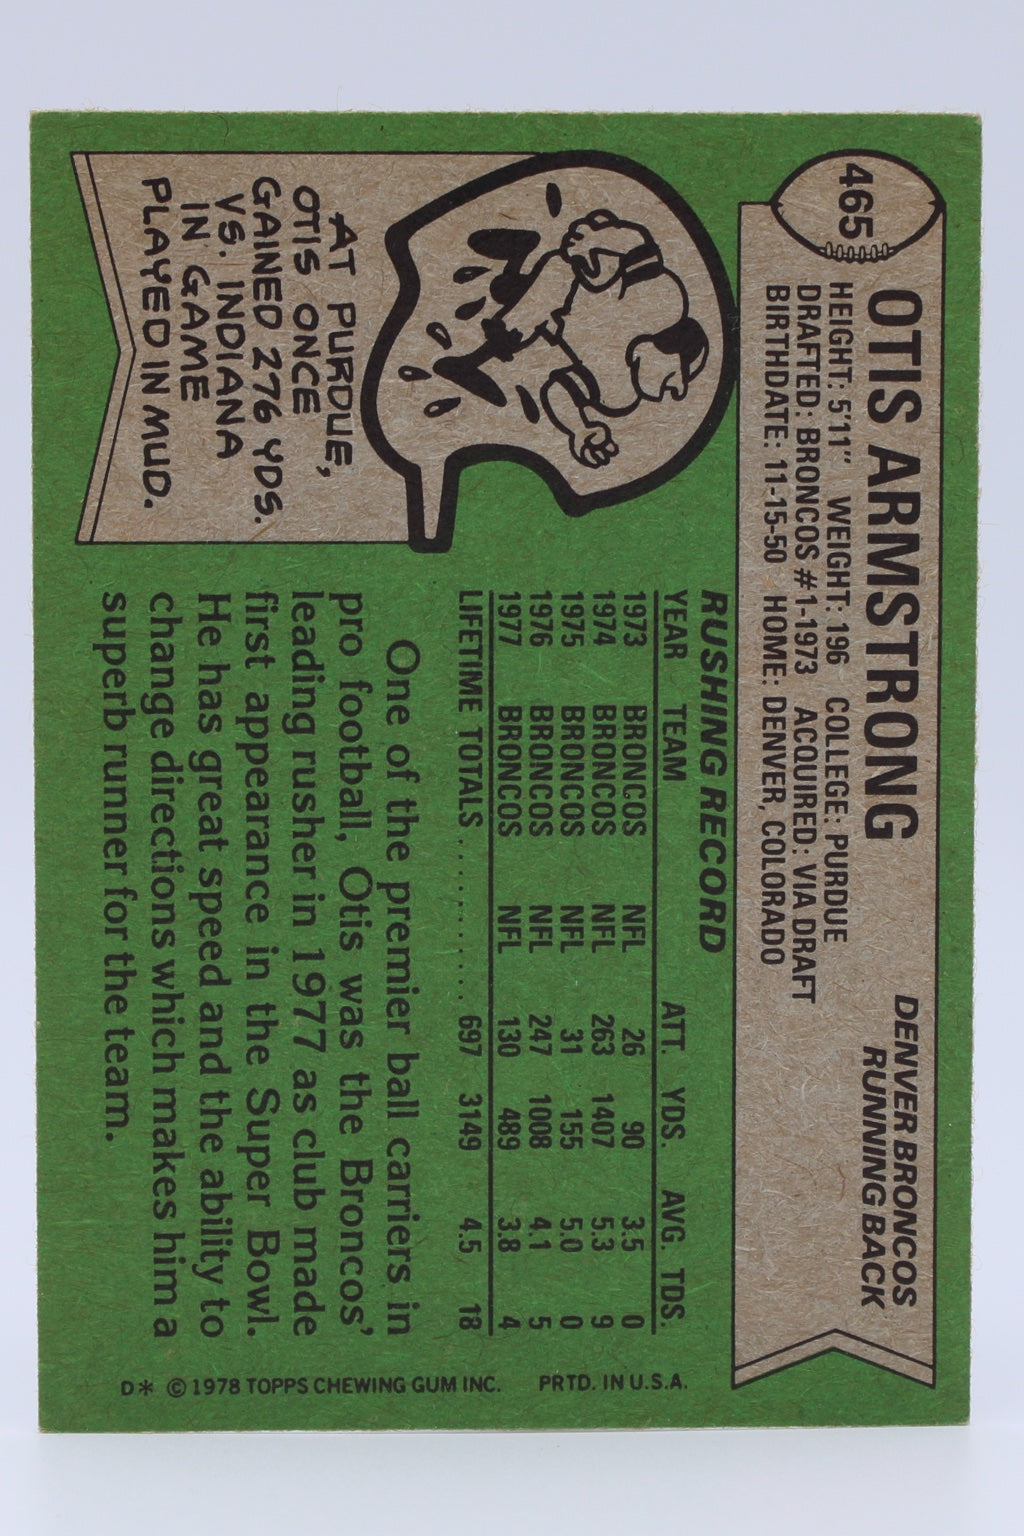 465
OTIS ARMSTRONG
DENVER BRONCOS
RUNNING BACK
HEIGHT: 5'11" WEIGHT: 196 COLLEGE: PURDUE
DRAFTED: BRONCOS #1-1973 ACQUIRED: VIA DRAFT
BIRTHDATE: 11-15-50 HOME: DENVER, COLORADO
AT PURDUE,
OTIS ONCE
GAINED 276 YDS.
VS. INDIANA
IN GAME
PLAYED IN MUD.
RUSHING RECORD
YEAR TEAM ATT. YDS. AVG. TDS.
1973 BRONCOS NFL 26 90 3.5 0
1974 BRONCOS NFL 263 1407 5.3 9
1975 BRONCOS NFL 31 155 5.0 0
1976 BRONCOS NFL 247 1008 4.1 5
1977 BRONCOS NFL 130 489 3.8 4
LIFETIME TOTALS............... 697 3149 4.5 18
One of the premier ball carriers in
pro football, Otis was the Broncos'
leading rusher in 1977 as club made
first appearance in the Super Bowl.
He has great speed and the ability to
change directions which makes him a
superb runner for the team.
D* © 1978 TOPPS CHEWING GUM INC. PRTD. IN U.S.A.